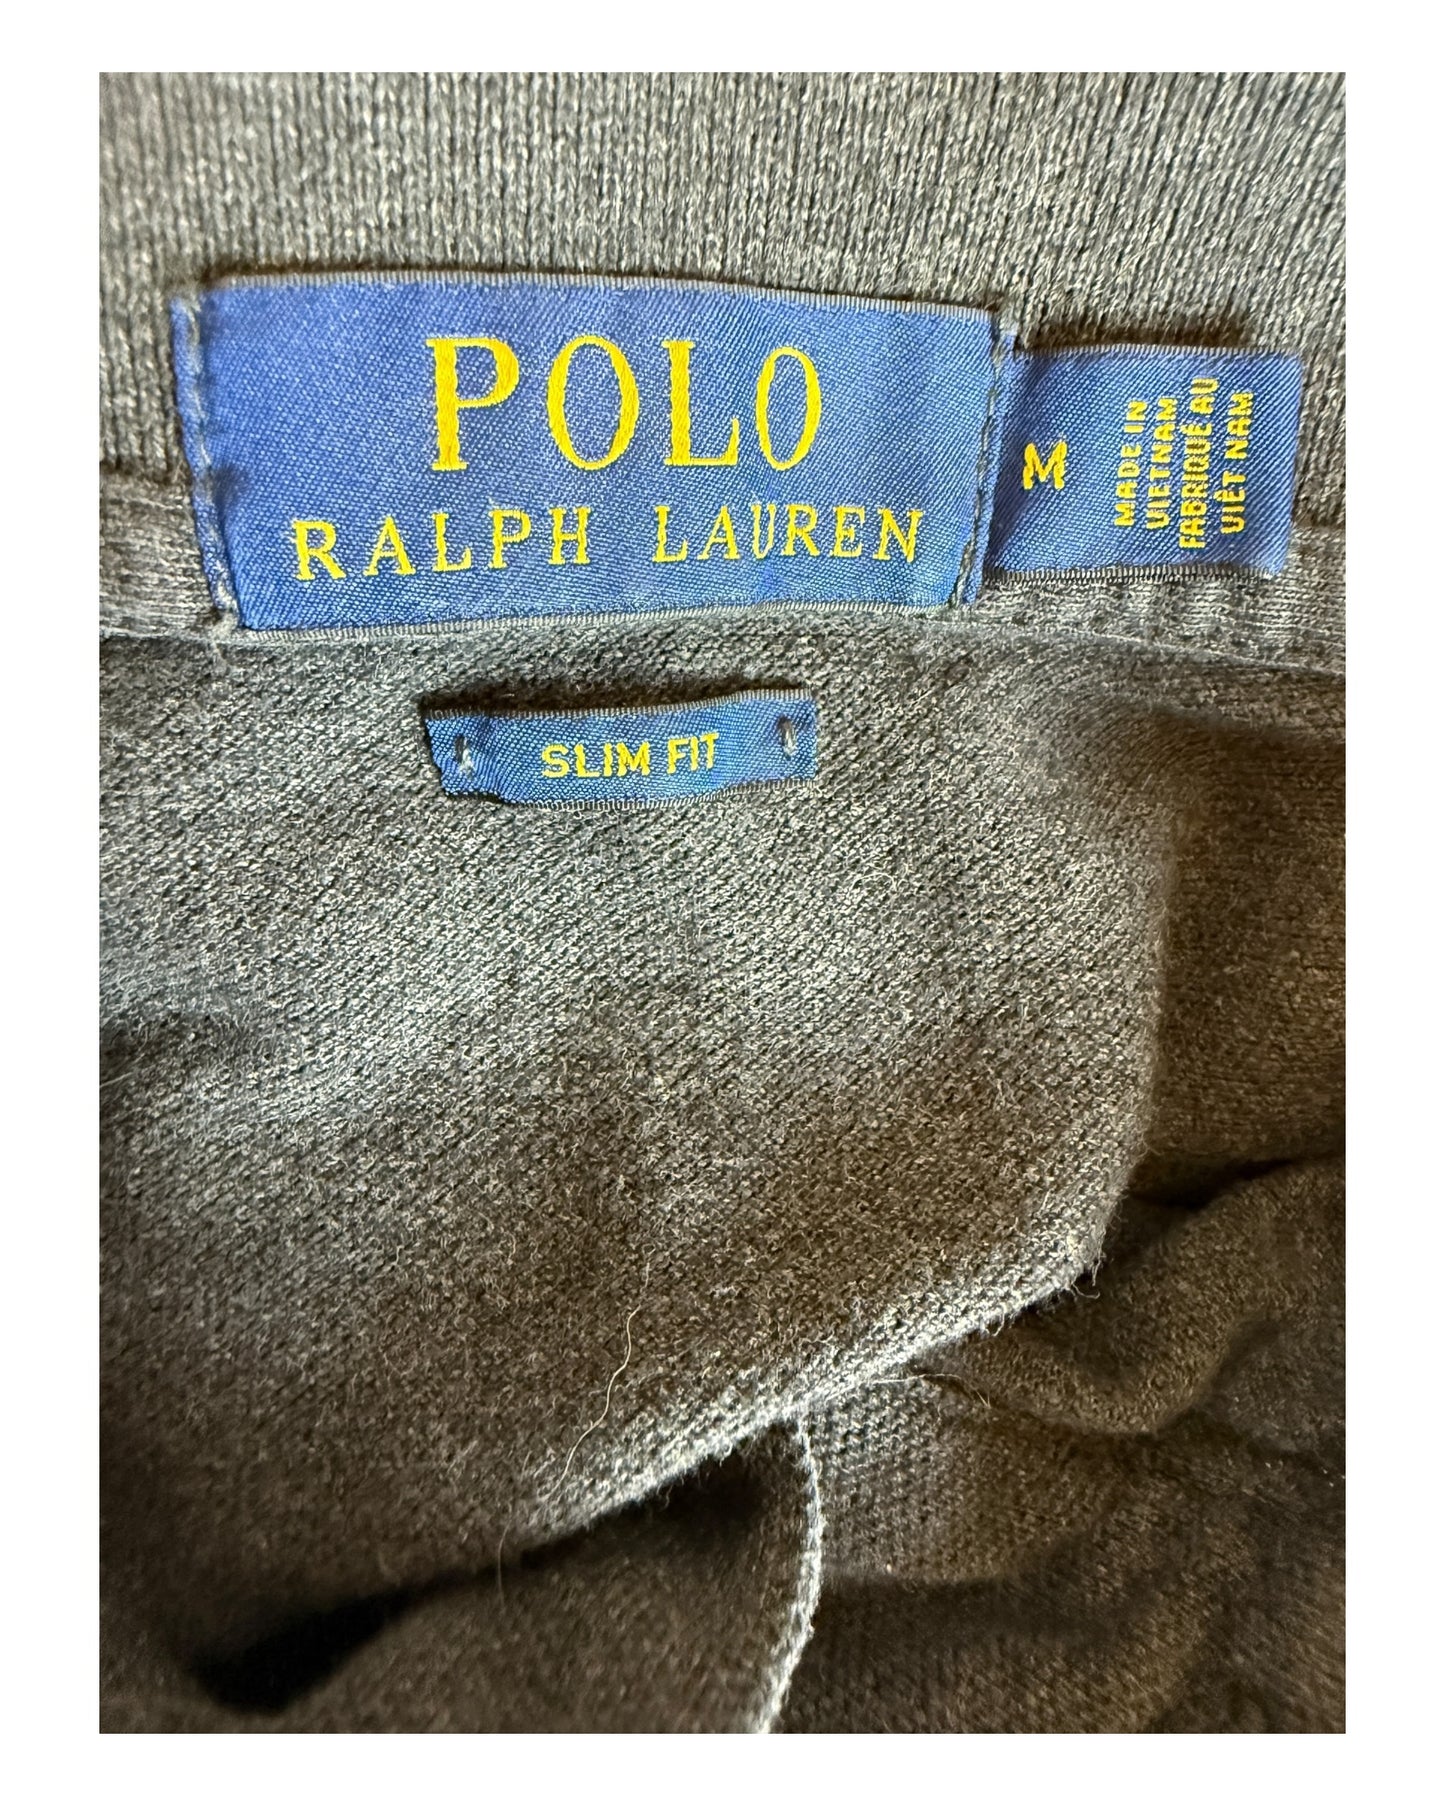 POLO
RALPH LAUREN
M
MADE IN
VIETNAM
FABRIQUÉ AU
VIÊT NAM
SLIM FIT